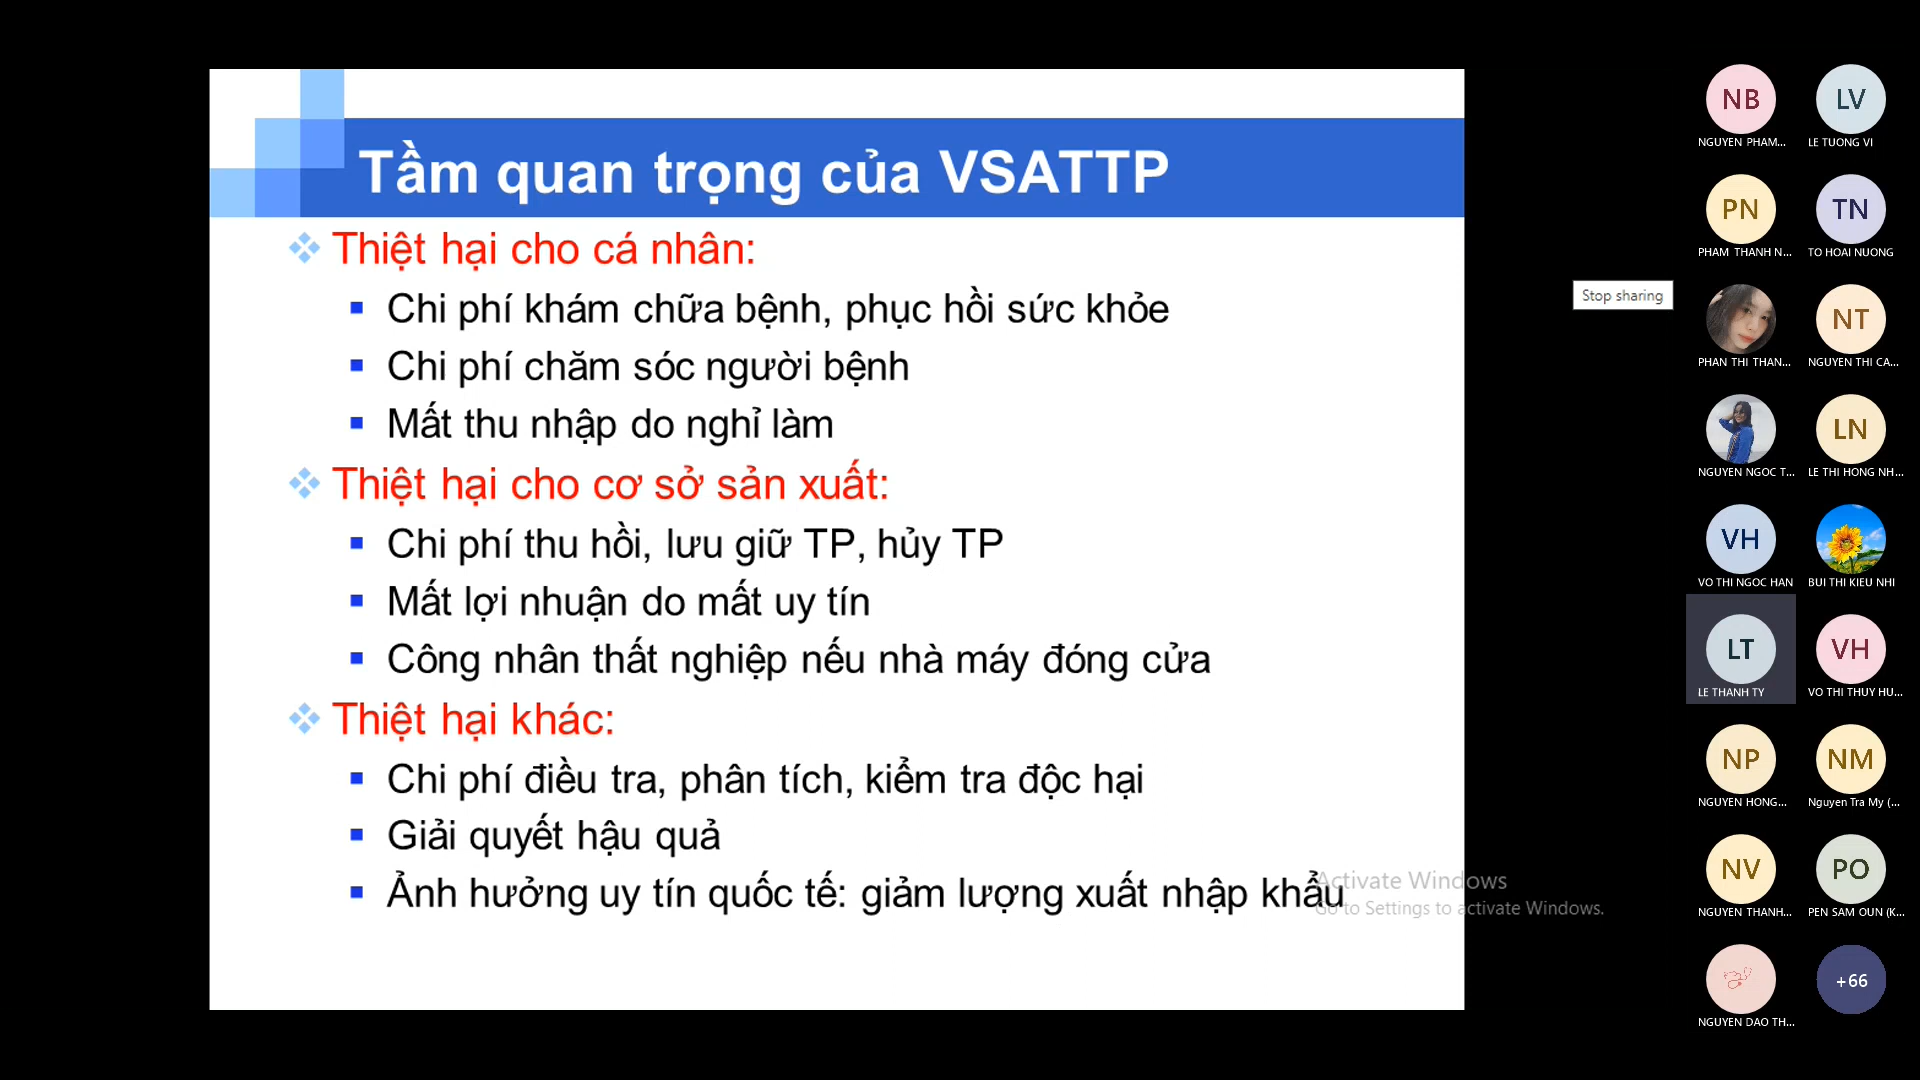 Tầm quan trọng của VSATTP
Thiệt hại cho cá nhân:
Chi phí khám chữa bệnh, phục hồi sức khỏe
Chi phí chăm sóc người bệnh
Mất thu nhập do nghỉ làm
Thiệt hại cho cơ sở sản xuất:
Chi phí thu hồi, lưu giữ TP, hủy TP
Mất lợi nhuận do mất uy tín
Công nhân thất nghiệp nếu nhà máy đóng cửa
Thiệt hại khác:
Chi phí điều tra, phân tích, kiểm tra độc hại
Giải quyết hậu quả
Ảnh hưởng uy tín quốc tế: giảm lượng xuất nhập khẩu
Activate Windows
Go to Settings to activate Windows.
Stop sharing
NB LV
NGUYEN PHAM... LE TUONG VI
PN TN
PHAM THANH N... TO HOAI NUONG
NT
PHAN THI THAN... NGUYEN THI CA...
LN
NGUYEN NGOC T... LE THI HONG NH...
VH
VO THI NGOC HAN BUI THI KIEU NHI
LT VH
LE THANH TY VO THI THUY HU...
NP NM
NGUYEN HONG... Nguyen Tra My (...
NV PO
NGUYEN THANH... PEN SAM OUN (K...
+66
NGUYEN DAO TH...